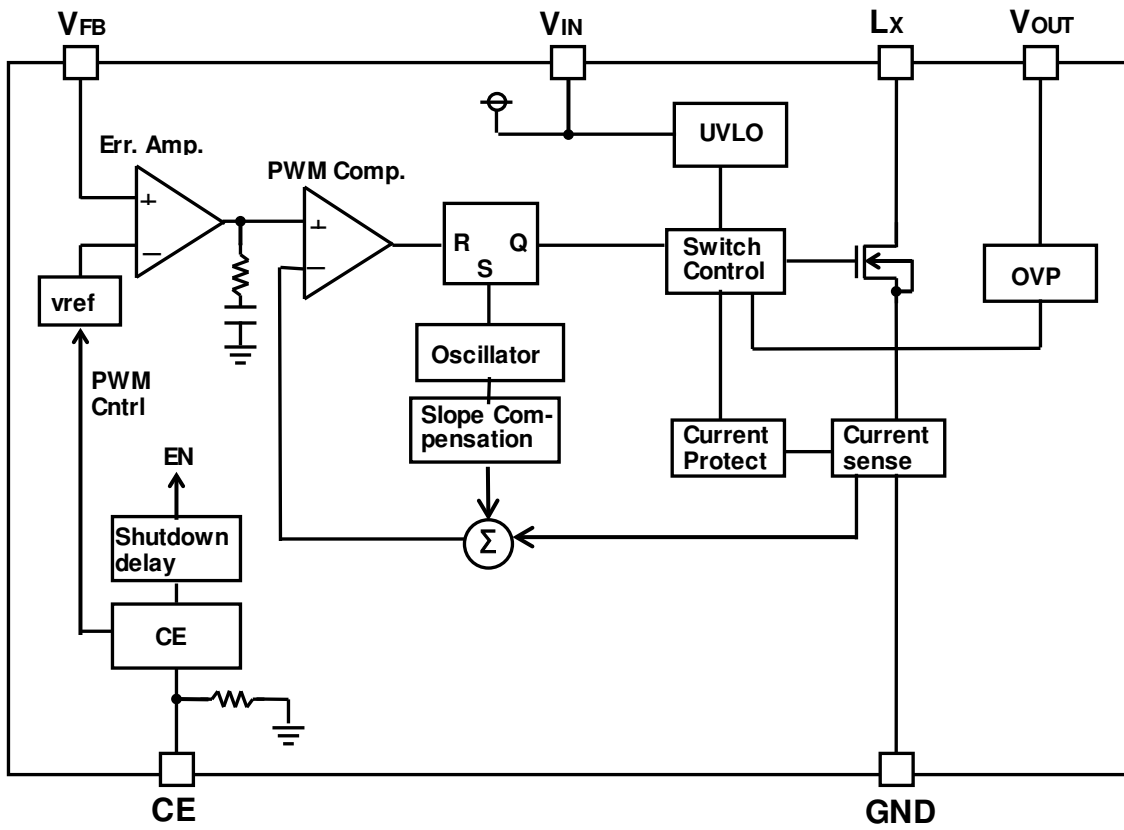 VFB
VIN
LX
VOUT
UVLO
Err. Amp.
PWM Comp.
+
−
+
−
R Q
S
Switch
Control
OVP
vref
Oscillator
PWM
Cntrl
Slope Com-
pensation
Current
Protect
Current
sense
EN
Shutdown
delay
Σ
CE
CE
GND